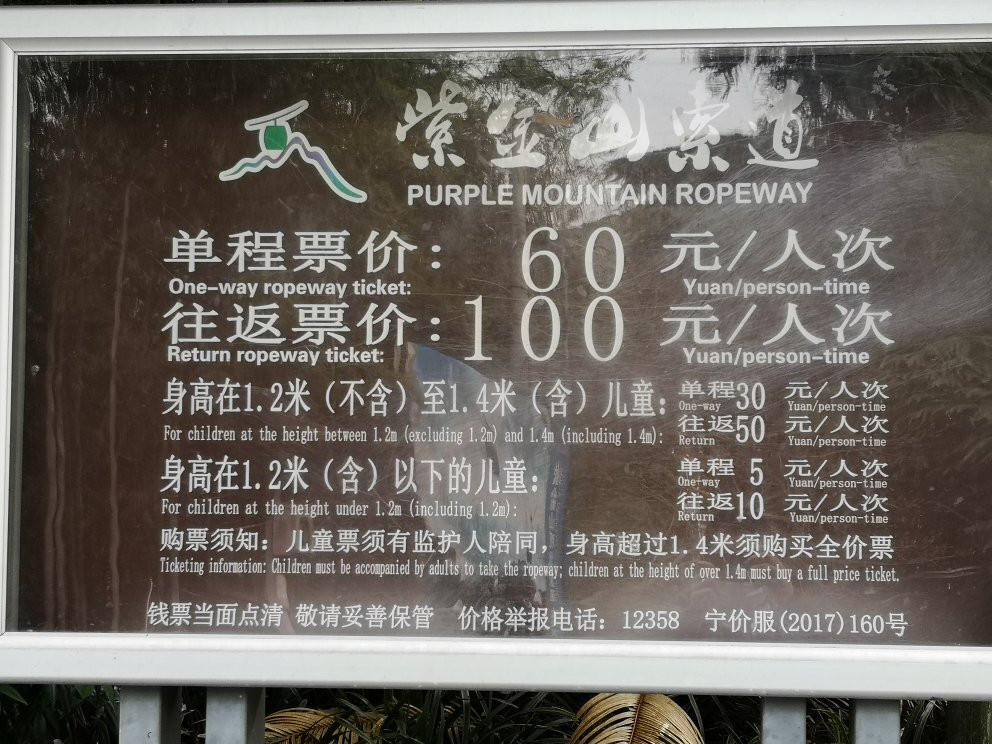 紫金山索道
PURPLE MOUNTAIN ROPEWAY
单程票价: 60 元/人次
One-way ropeway ticket: Yuan/person-time
往返票价: 100 元/人次
Return ropeway ticket: Yuan/person-time
身高在1.2米（不含）至1.4米（含）儿童: 单程 30 元/人次
One-way Yuan/person-time
往返 50 元/人次
For children at the height between 1.2m (excluding 1.2m) and 1.4m (including 1.4m): Return Yuan/person-time
身高在1.2米（含）以下的儿童: 单程 5 元/人次
One-way Yuan/person-time
往返 10 元/人次
For children at the height under 1.2m (including 1.2m): Return Yuan/person-time
购票须知: 儿童票须有监护人陪同，身高超过1.4米须购买全价票
Ticketing information: Children must be accompanied by adults to take the ropeway; children at the height of over 1.4m must buy a full price ticket.
钱票当面点清 敬请妥善保管 价格举报电话: 12358 宁价服(2017)160号